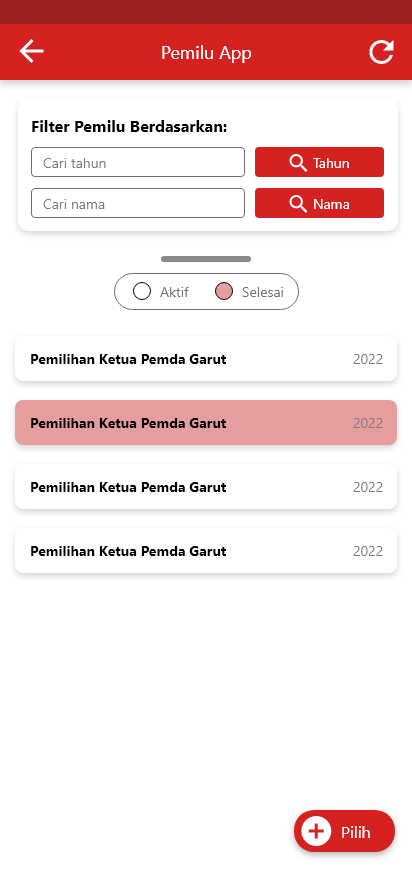 Pemilu App
Filter Pemilu Berdasarkan:
Cari tahun
Tahun
Cari nama
Nama
Aktif
Selesai
Pemilihan Ketua Pemda Garut 2022
Pemilihan Ketua Pemda Garut 2022
Pemilihan Ketua Pemda Garut 2022
Pemilihan Ketua Pemda Garut 2022
Pilih